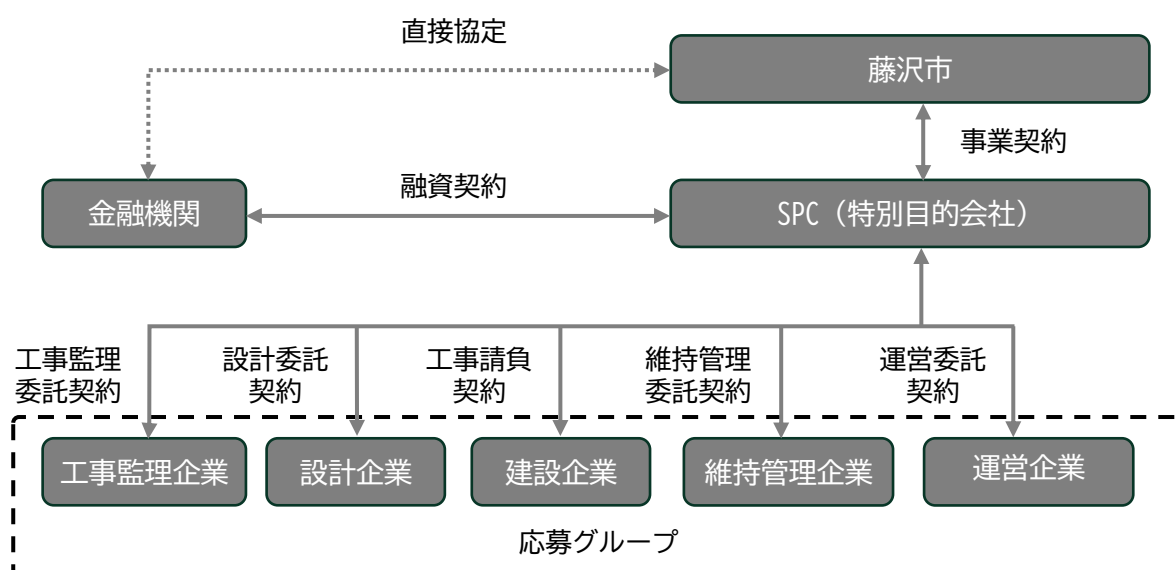 直接協定
藤沢市
事業契約
融資契約
金融機関
SPC（特別目的会社）
工事監理
委託契約
設計委託
契約
工事請負
契約
維持管理
委託契約
運営委託
契約
工事監理企業
設計企業
建設企業
維持管理企業
運営企業
応募グループ